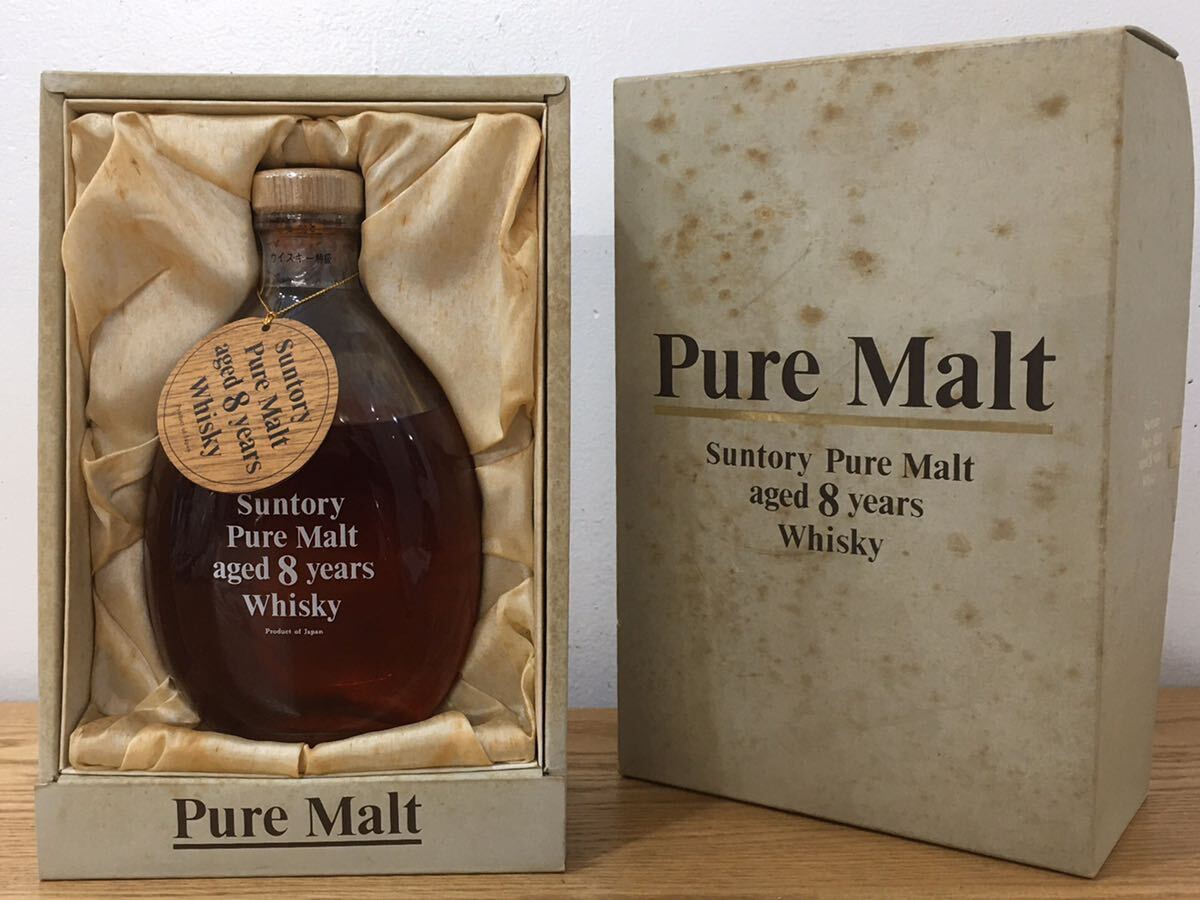 ウイスキー特級
Suntory
Pure Malt
aged 8 years
Whisky
Suntory
Pure Malt
aged 8 years
Whisky
Product of Japan
Pure Malt
Pure Malt
Suntory Pure Malt
aged 8 years
Whisky